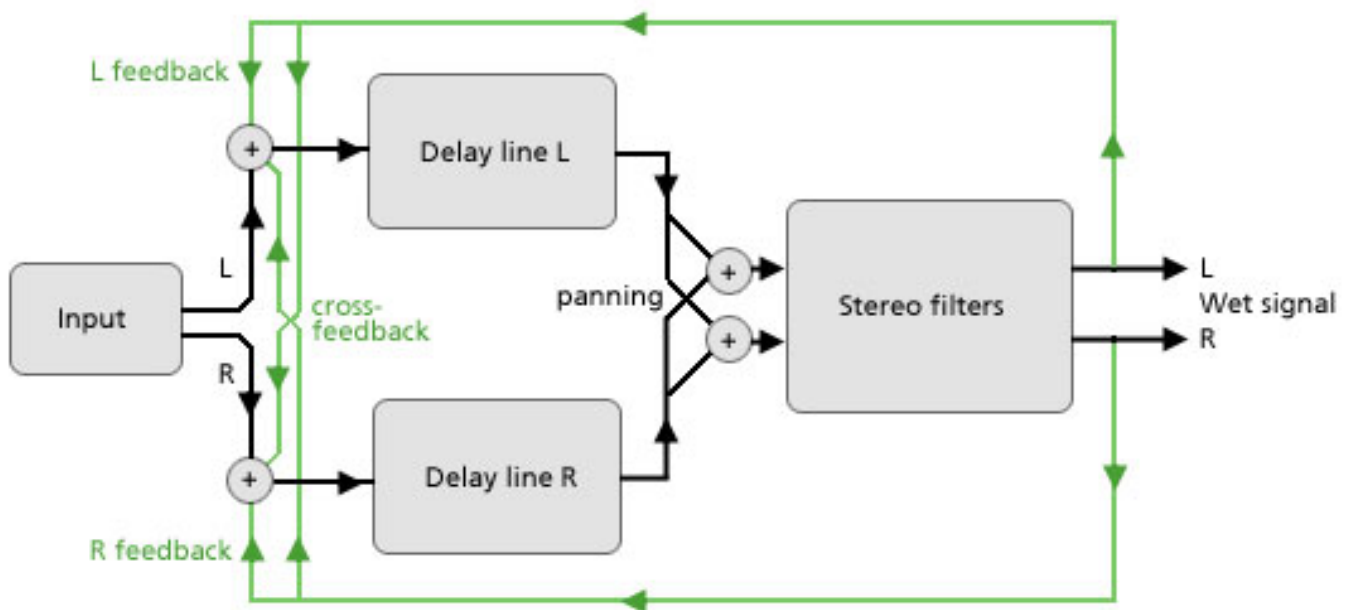 L feedback
+
Delay line L
L
Input
cross-
feedback
R
+
R feedback
Delay line R
panning
+
+
Stereo filters
L
Wet signal
R